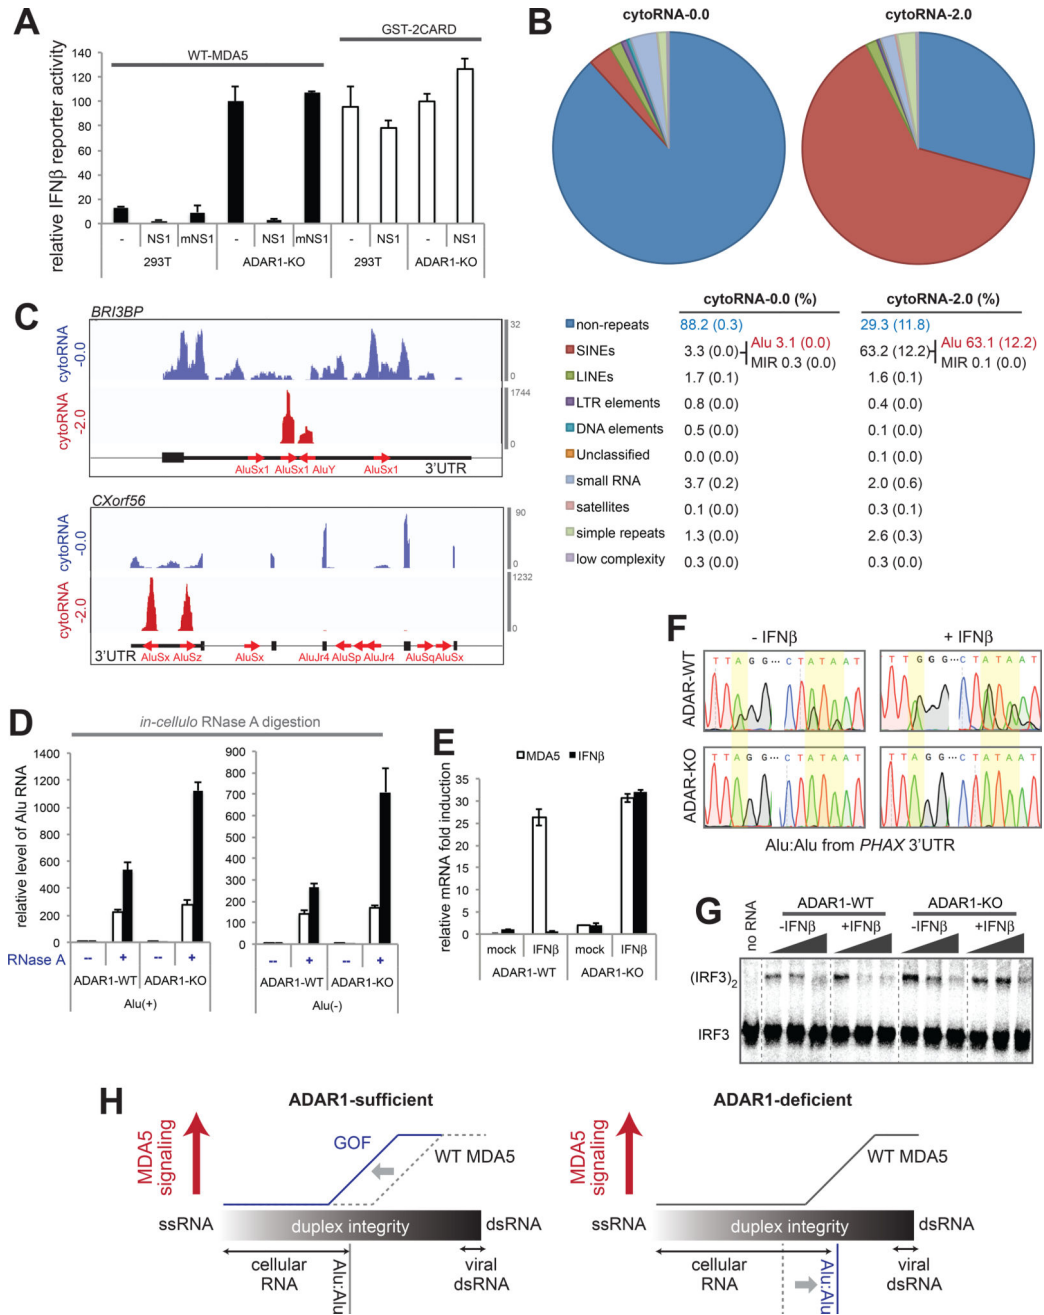 A
GST-2CARD
WT-MDA5
relative IFNβ reporter activity
140
120
100
80
60
40
20
0
- NS1 mNS1 - NS1 mNS1 - NS1 - NS1
293T ADAR1-KO 293T ADAR1-KO
B
cytoRNA-0.0 cytoRNA-2.0
cytoRNA-0.0 (%) cytoRNA-2.0 (%)
non-repeats 88.2 (0.3) 29.3 (11.8)
SINEs 3.3 (0.0) Alu 3.1 (0.0) MIR 0.3 (0.0) 63.2 (12.2) Alu 63.1 (12.2) MIR 0.1 (0.0)
LINEs 1.7 (0.1) 1.6 (0.1)
LTR elements 0.8 (0.0) 0.4 (0.0)
DNA elements 0.5 (0.0) 0.1 (0.0)
Unclassified 0.0 (0.0) 0.1 (0.0)
small RNA 3.7 (0.2) 2.0 (0.6)
satellites 0.1 (0.0) 0.3 (0.1)
simple repeats 1.3 (0.0) 2.6 (0.3)
low complexity 0.3 (0.0) 0.3 (0.0)
C
BRI3BP
cytoRNA -0.0
32
0
cytoRNA -2.0
1744
0
AluSx1 AluSx1 AluY AluSx1 3'UTR
CXorf56
cytoRNA -0.0
90
0
cytoRNA -2.0
1232
0
3'UTR AluSx AluSz AluSx AluJr4 AluSp AluJr4 AluSq AluSx
D
in-cellulo RNase A digestion
relative level of Alu RNA
1400
1200
1000
800
600
400
200
0
900
800
700
600
500
400
300
200
100
0
RNase A -- + -- + -- + -- +
ADAR1-WT ADAR1-KO ADAR1-WT ADAR1-KO
Alu(+) Alu(-)
E
MDA5 IFNβ
relative mRNA fold induction
35
30
25
20
15
10
5
0
mock IFNβ mock IFNβ
ADAR1-WT ADAR1-KO
F
- IFNβ + IFNβ
ADAR-WT
T T A G G ··· C T A T A A T
T T G G G ··· C T A T A A T
ADAR-KO
T T A G G ··· C T A T A A T
T T A G G ··· C T A T A A T
Alu:Alu from PHAX 3'UTR
G
no RNA
ADAR1-WT ADAR1-KO
-IFNβ +IFNβ -IFNβ +IFNβ
(IRF3)2
IRF3
H
ADAR1-sufficient
MDA5 signaling
GOF
WT MDA5
ssRNA duplex integrity dsRNA
cellular RNA
Alu:Alu
viral dsRNA
ADAR1-deficient
MDA5 signaling
WT MDA5
ssRNA duplex integrity dsRNA
cellular RNA
Alu:Alu
viral dsRNA